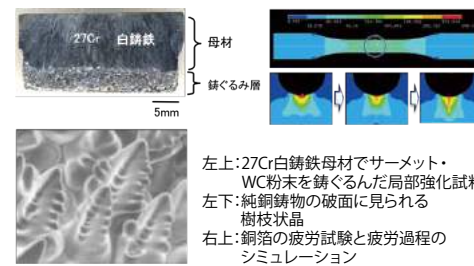 27Cr 白鋳鉄
母材
鋳ぐるみ層
5mm
左上：27Cr白鋳鉄母材でサーメット・
WC粉末を鋳ぐるんだ局部強化試料
左下：純銅鋳物の破面に見られる
樹枝状晶
右上：銅箔の疲労試験と疲労過程の
シミュレーション